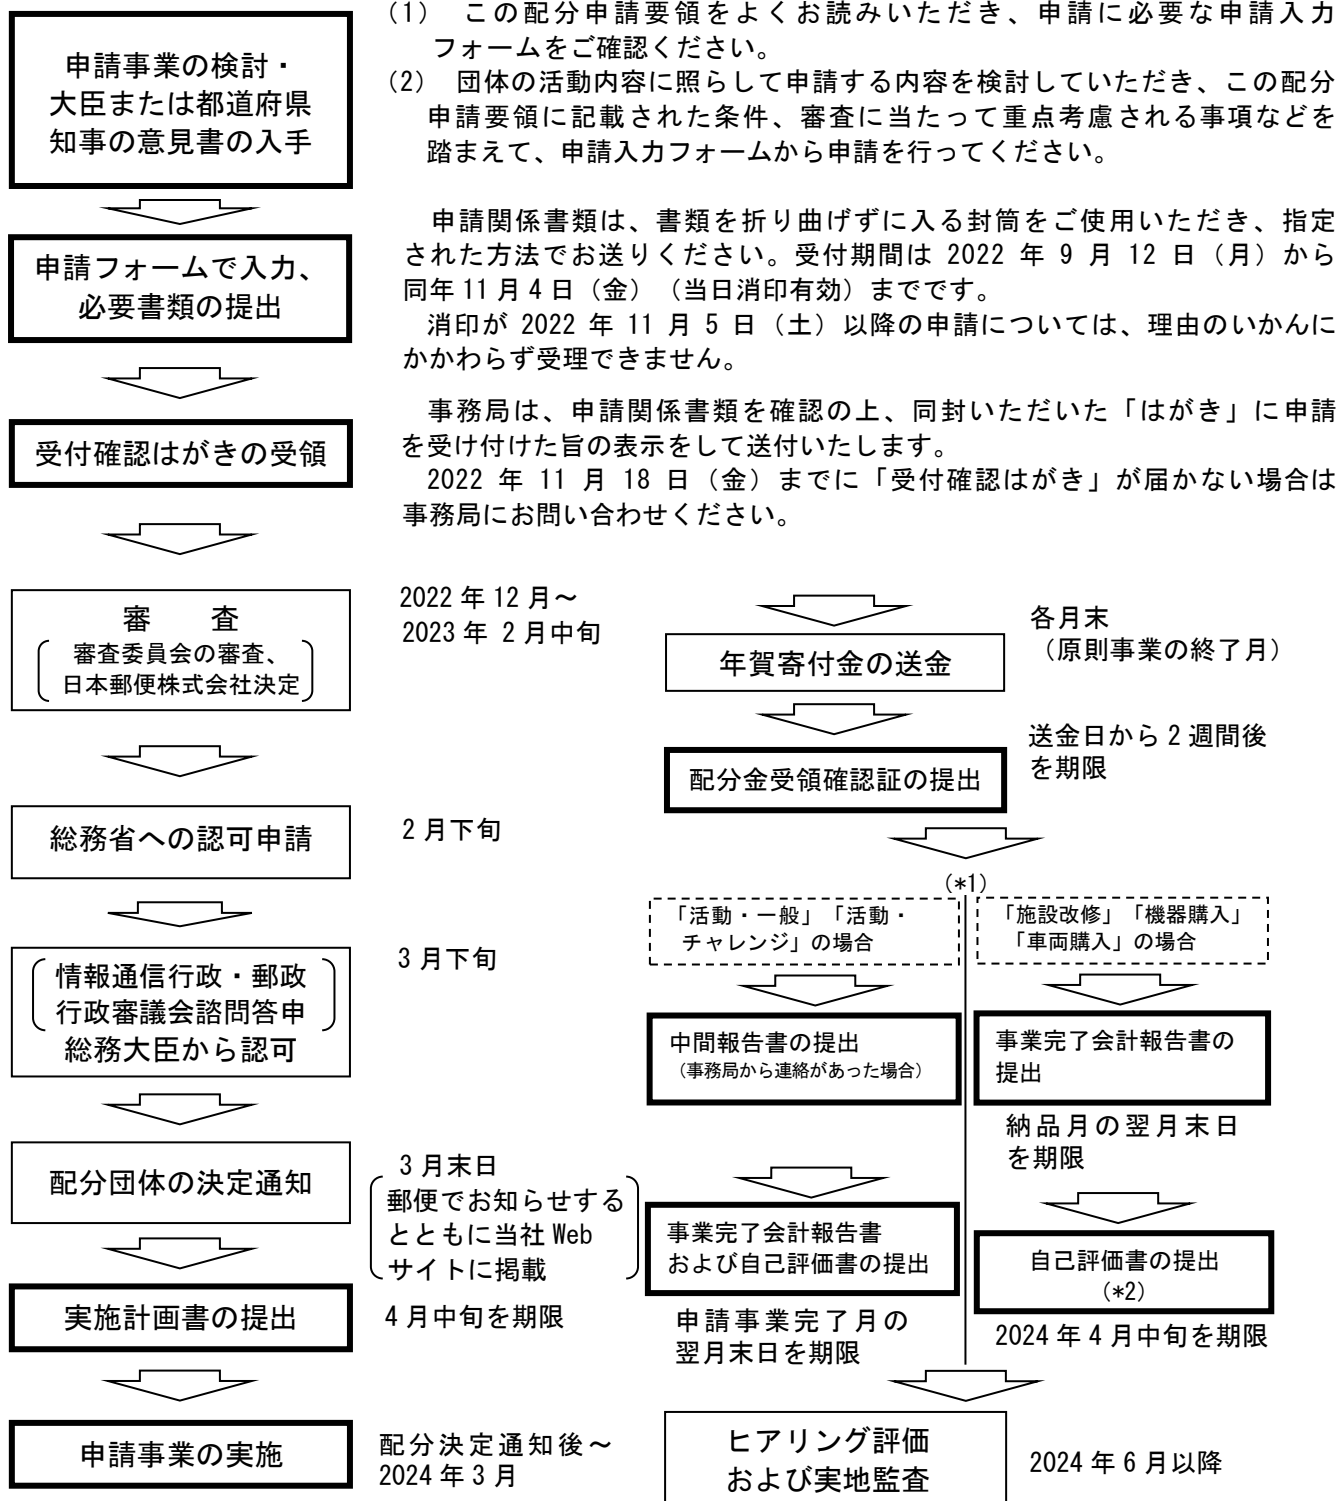 申請事業の検討・
大臣または都道府県
知事の意見書の入手
(1) この配分申請要領をよくお読みいただき、申請に必要な申請入力
フォームをご確認ください。
(2) 団体の活動内容に照らして申請する内容を検討していただき、この配分
申請要領に記載された条件、審査に当たって重点考慮される事項などを
踏まえて、申請入力フォームから申請を行ってください。
申請フォームで入力、
必要書類の提出
申請関係書類は、書類を折り曲げずに入る封筒をご使用いただき、指定
された方法でお送りください。受付期間は 2022 年 9 月 12 日（月）から
同年 11 月 4 日（金）（当日消印有効）までです。
消印が 2022 年 11 月 5 日（土）以降の申請については、理由のいかんに
かかわらず受理できません。
受付確認はがきの受領
事務局は、申請関係書類を確認の上、同封いただいた「はがき」に申請
を受け付けた旨の表示をして送付いたします。
2022 年 11 月 18 日（金）までに「受付確認はがき」が届かない場合は
事務局にお問い合わせください。
審　　査
審査委員会の審査、
日本郵便株式会社決定
2022 年 12 月～
2023 年 2 月中旬
総務省への認可申請
2 月下旬
情報通信行政・郵政
行政審議会諮問答申
総務大臣から認可
3 月下旬
配分団体の決定通知
3 月末日
郵便でお知らせする
とともに当社 Web
サイトに掲載
実施計画書の提出
4 月中旬を期限
申請事業の実施
配分決定通知後～
2024 年 3 月
年賀寄付金の送金
各月末
（原則事業の終了月）
配分金受領確認証の提出
送金日から 2 週間後
を期限
(*1)
「活動・一般」「活動・
チャレンジ」の場合
「施設改修」「機器購入」
「車両購入」の場合
中間報告書の提出
（事務局から連絡があった場合）
事業完了会計報告書の
提出
納品月の翌月末日
を期限
事業完了会計報告書
および自己評価書の提出
申請事業完了月の
翌月末日を期限
自己評価書の提出
(*2)
2024 年 4 月中旬を期限
ヒアリング評価
および実地監査
2024 年 6 月以降